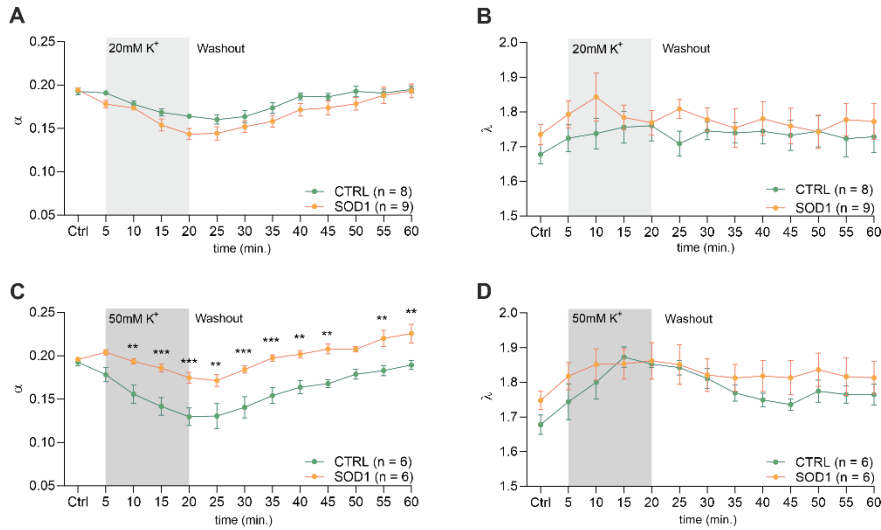 A
0.25
0.20
0.15
0.10
0.05
α
20mM K⁺
Washout
CTRL (n = 8)
SOD1 (n = 9)
Ctrl 5 10 15 20 25 30 35 40 45 50 55 60
time (min.)
B
2.0
1.9
1.8
1.7
1.6
1.5
λ
20mM K⁺
Washout
CTRL (n = 8)
SOD1 (n = 9)
Ctrl 5 10 15 20 25 30 35 40 45 50 55 60
time (min.)
C
0.25
0.20
0.15
0.10
0.05
α
50mM K⁺
Washout
** *** *** ** *** *** ** ** ** **
CTRL (n = 6)
SOD1 (n = 6)
Ctrl 5 10 15 20 25 30 35 40 45 50 55 60
time (min.)
D
2.0
1.9
1.8
1.7
1.6
1.5
λ
50mM K⁺
Washout
CTRL (n = 6)
SOD1 (n = 6)
Ctrl 5 10 15 20 25 30 35 40 45 50 55 60
time (min.)